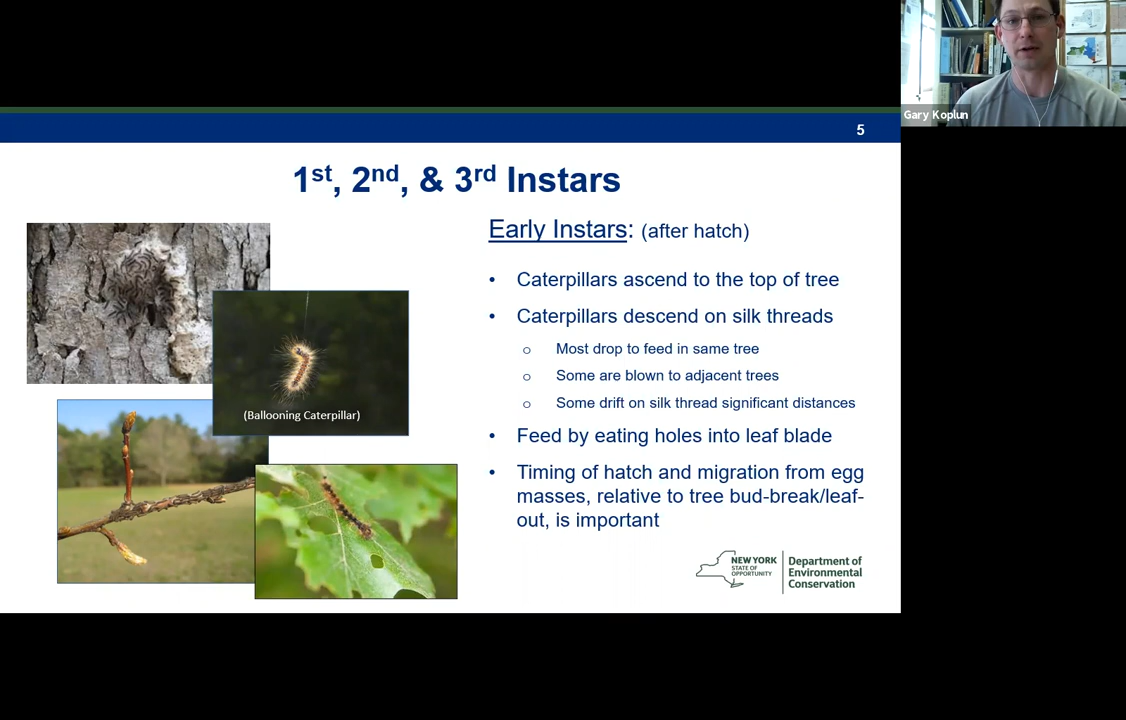 Gary Koplun
5
1st, 2nd, & 3rd Instars
Early Instars: (after hatch)
• Caterpillars ascend to the top of tree
• Caterpillars descend on silk threads
o Most drop to feed in same tree
o Some are blown to adjacent trees
o Some drift on silk thread significant distances
• Feed by eating holes into leaf blade
• Timing of hatch and migration from egg
masses, relative to tree bud-break/leaf-
out, is important
(Ballooning Caterpillar)
NEW YORK
STATE OF
OPPORTUNITY
Department of
Environmental
Conservation